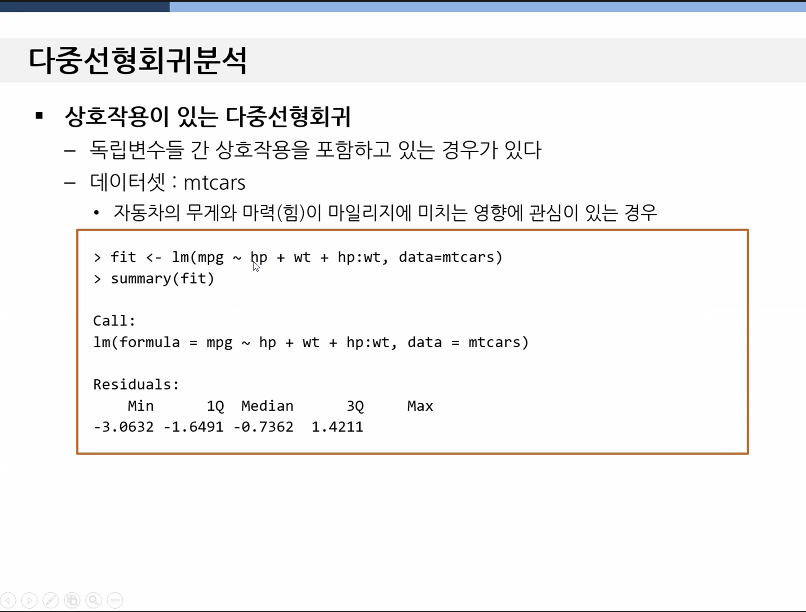 다중선형회귀분석
▪ 상호작용이 있는 다중선형회귀
– 독립변수들 간 상호작용을 포함하고 있는 경우가 있다
– 데이터셋 : mtcars
• 자동차의 무게와 마력(힘)이 마일리지에 미치는 영향에 관심이 있는 경우
> fit <- lm(mpg ~ hp + wt + hp:wt, data=mtcars)
> summary(fit)
Call:
lm(formula = mpg ~ hp + wt + hp:wt, data = mtcars)
Residuals:
Min 1Q Median 3Q Max
-3.0632 -1.6491 -0.7362 1.4211